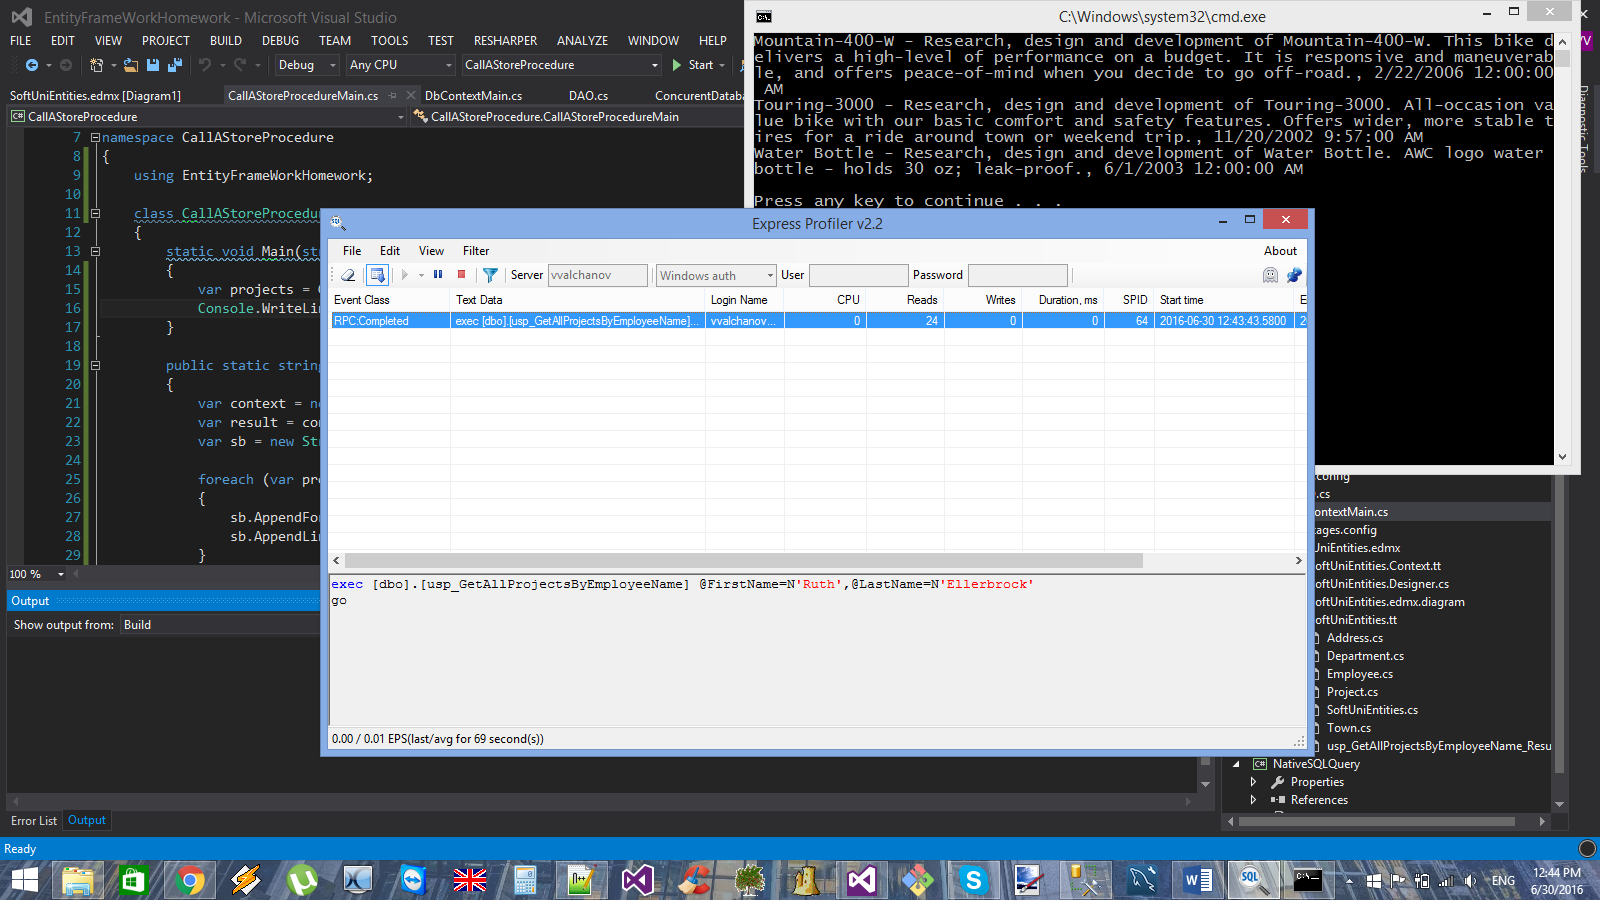 EntityFrameWorkHomework - Microsoft Visual Studio
FILE EDIT VIEW PROJECT BUILD DEBUG TEAM TOOLS TEST RESHARPER ANALYZE WINDOW HELP
Debug Any CPU CallAStoreProcedure Start
SoftUniEntities.edmx [Diagram1] CallAStoreProcedureMain.cs DbContextMain.cs DAO.cs ConcurentDataba
CallAStoreProcedure CallAStoreProcedure.CallAStoreProcedureMain
7 namespace CallAStoreProcedure
8 {
9 using EntityFrameWorkHomework;
10
11 class CallAStoreProcedu
12 {
13 static void Main(st
14 {
15 var projects =
16 Console.WriteLi
17 }
18
19 public static strin
20 {
21 var context = n
22 var result = co
23 var sb = new St
24
25 foreach (var pr
26 {
27 sb.AppendFo
28 sb.AppendLi
29 }
100 %
Output
Show output from: Build
Error List Output
Ready
C:\Windows\system32\cmd.exe
Mountain-400-W - Research, design and development of Mountain-400-W. This bike d
elivers a high-level of performance on a budget. It is responsive and maneuverab
le, and offers peace-of-mind when you decide to go off-road., 2/22/2006 12:00:00
AM
Touring-3000 - Research, design and development of Touring-3000. All-occasion va
lue bike with our basic comfort and safety features. Offers wider, more stable t
ires for a ride around town or weekend trip., 11/20/2002 9:57:00 AM
Water Bottle - Research, design and development of Water Bottle. AWC logo water
bottle - holds 30 oz; leak-proof., 6/1/2003 12:00:00 AM
Press any key to continue . . .
Diagnostic Tools
Express Profiler v2.2
File Edit View Filter About
Server vvalchanov Windows auth User Password
Event Class Text Data Login Name CPU Reads Writes Duration, ms SPID Start time E
RPC:Completed exec [dbo].[usp_GetAllProjectsByEmployeeName]... vvalchanov... 0 24 0 0 64 2016-06-30 12:43:43.5800 2
exec [dbo].[usp_GetAllProjectsByEmployeeName] @FirstName=N'Ruth',@LastName=N'Ellerbrock'
go
0.00 / 0.01 EPS(last/avg for 69 second(s))
.config
.cs
ontextMain.cs
ages.config
UniEntities.edmx
oftUniEntities.Context.tt
oftUniEntities.Designer.cs
oftUniEntities.edmx.diagram
oftUniEntities.tt
Address.cs
Department.cs
Employee.cs
Project.cs
SoftUniEntities.cs
Town.cs
usp_GetAllProjectsByEmployeeName_Resu
NativeSQLQuery
Properties
References
SQL
ENG
12:44 PM
6/30/2016